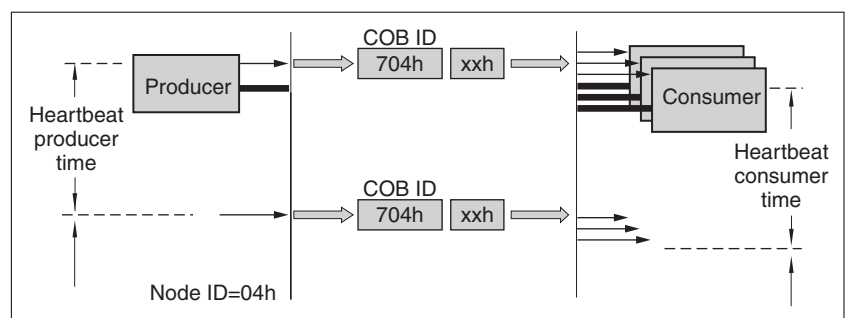 COB ID
704h xxh
Producer
Consumer
Heartbeat
producer
time
Heartbeat
consumer
time
COB ID
704h xxh
Node ID=04h